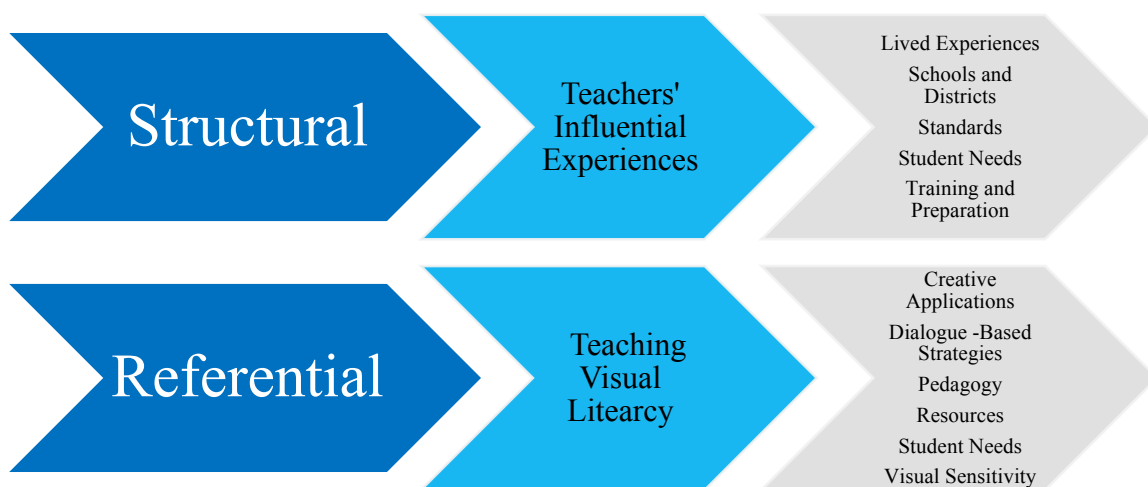 Structural
Teachers'
Influential
Experiences
Lived Experiences
Schools and
Districts
Standards
Student Needs
Training and
Preparation
Referential
Teaching
Visual
Litearcy
Creative
Applications
Dialogue -Based
Strategies
Pedagogy
Resources
Student Needs
Visual Sensitivity